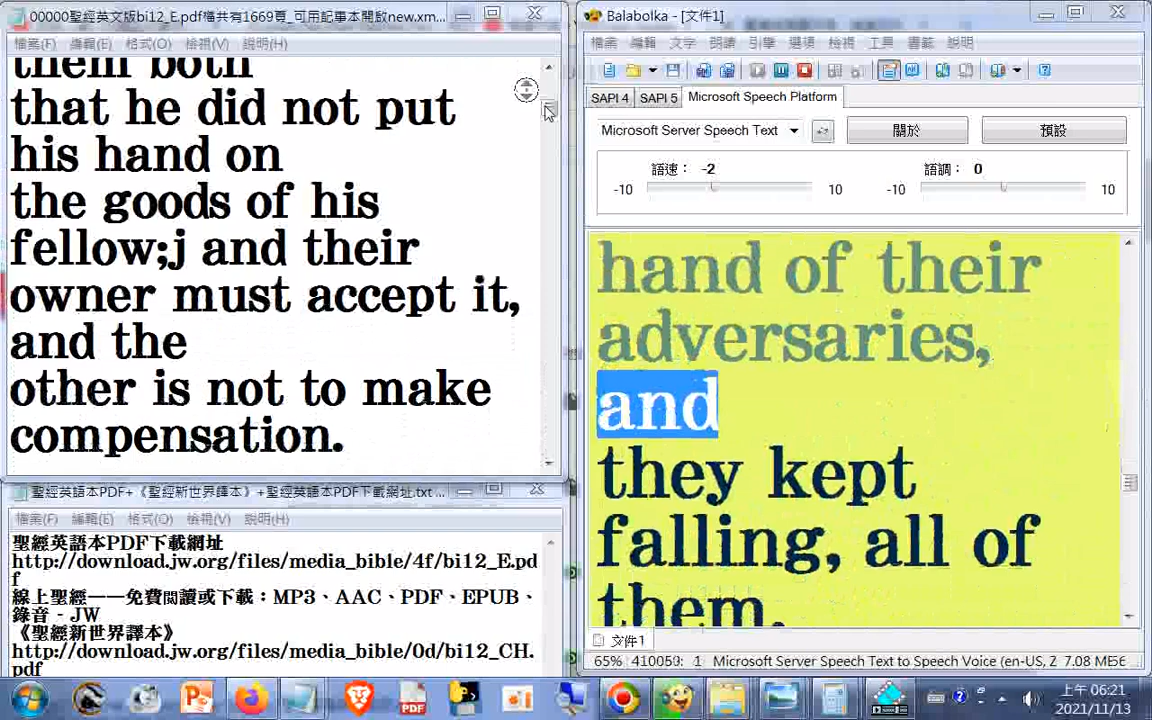 00000聖經英文版bi12_E.pdf檔共有1669頁_可用記事本開啟new.xm...
檔案(F) 編輯(E) 格式(O) 檢視(V) 說明(H)
them both
that he did not put
his hand on
the goods of his
fellow;j and their
owner must accept it,
and the
other is not to make
compensation.
聖經英語本PDF+《聖經新世界譯本》+聖經英語本PDF下載網址.txt ...
檔案(F) 編輯(E) 格式(O) 檢視(V) 說明(H)
聖經英語本PDF下載網址
http://download.jw.org/files/media_bible/4f/bi12_E.pd
f
線上聖經——免費閱讀或下載：MP3、AAC、PDF、EPUB、
錄音 - JW
《聖經新世界譯本》
http://download.jw.org/files/media_bible/0d/bi12_CH.
pdf
Balabolka - [文件1]
檔案 編輯 文字 朗讀 引擎 選項 檢視 工具 書籤 說明
SAPI 4 SAPI 5 Microsoft Speech Platform
Microsoft Server Speech Text 關於 預設
語速： -2 語調： 0
-10 10 -10 10
hand of their
adversaries,
and
they kept
falling, all of
them.
文件1
65% 410059: 1 Microsoft Server Speech Text to Speech Voice (en-US, Z 7.08 ME56
PDF
上午 06:21
2021/11/13